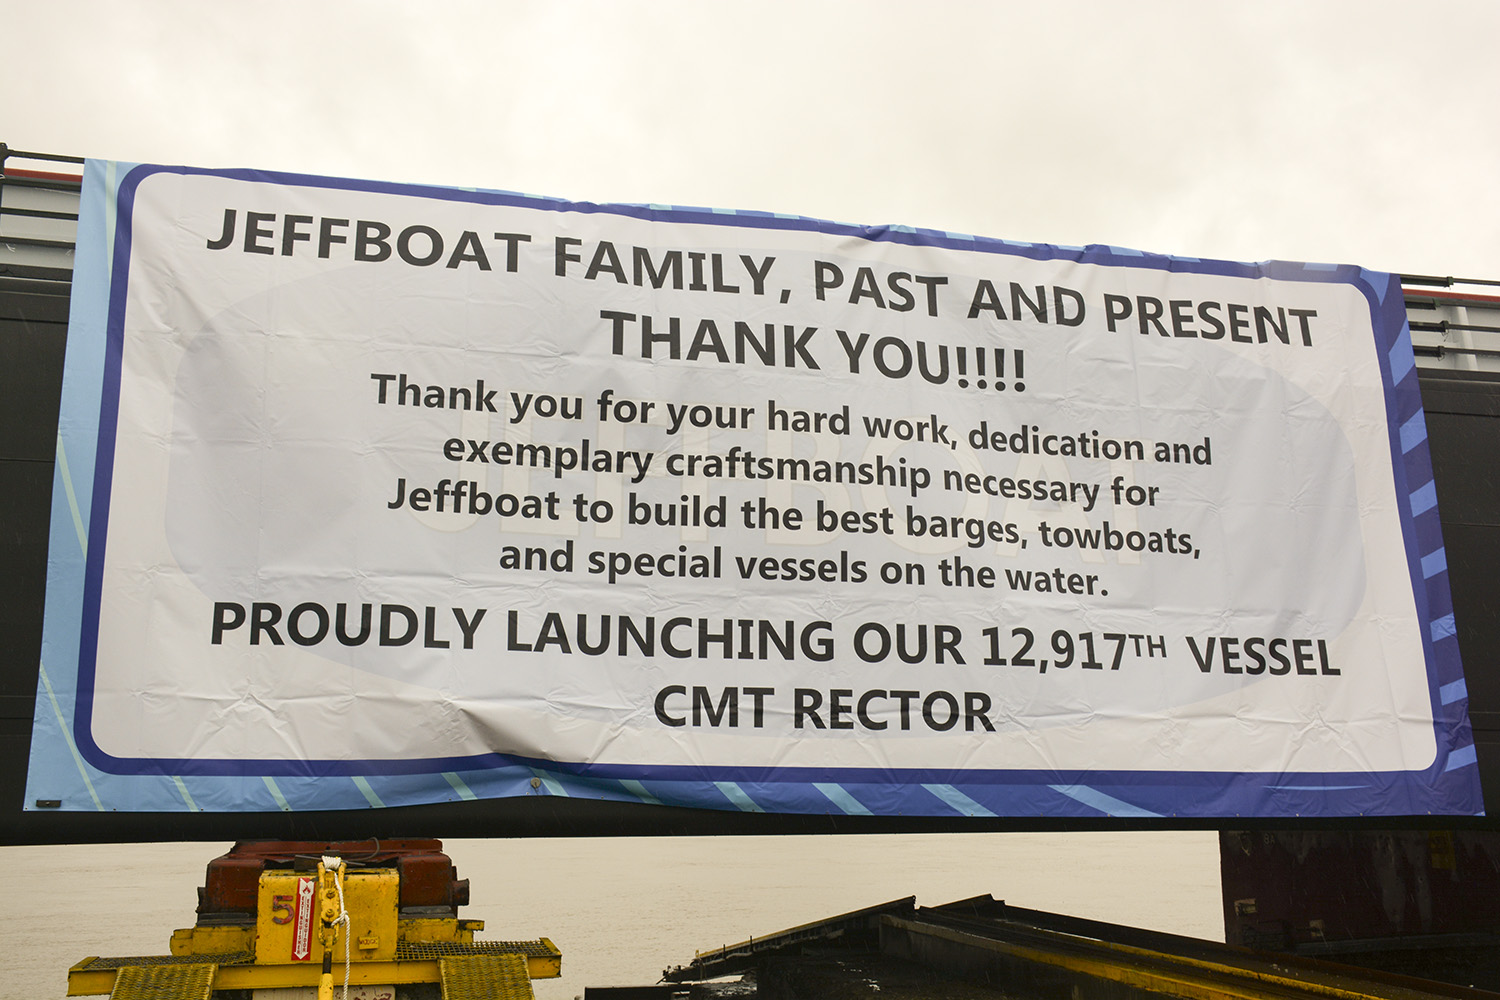 JEFFBOAT FAMILY, PAST AND PRESENT
THANK YOU!!!!
Thank you for your hard work, dedication and
exemplary craftsmanship necessary for
Jeffboat to build the best barges, towboats,
and special vessels on the water.
PROUDLY LAUNCHING OUR 12,917TH VESSEL
CMT RECTOR
JEFFBOAT
5